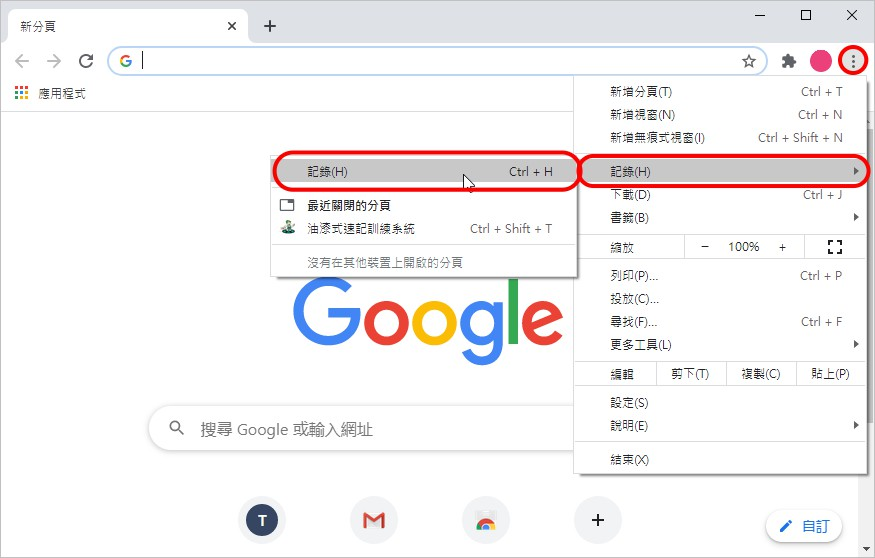 新分頁
應用程式
新增分頁(T) Ctrl + T
新增視窗(N) Ctrl + N
新增無痕式視窗(I) Ctrl + Shift + N
記錄(H)
下載(D) Ctrl + J
書籤(B)
縮放 − 100% +
列印(P)... Ctrl + P
投放(C)...
尋找(F)... Ctrl + F
更多工具(L)
編輯 剪下(T) 複製(C) 貼上(P)
設定(S)
說明(E)
結束(X)
記錄(H) Ctrl + H
最近關閉的分頁
油漆式速記訓練系統 Ctrl + Shift + T
沒有在其他裝置上開啟的分頁
Google
搜尋 Google 或輸入網址
T
自訂